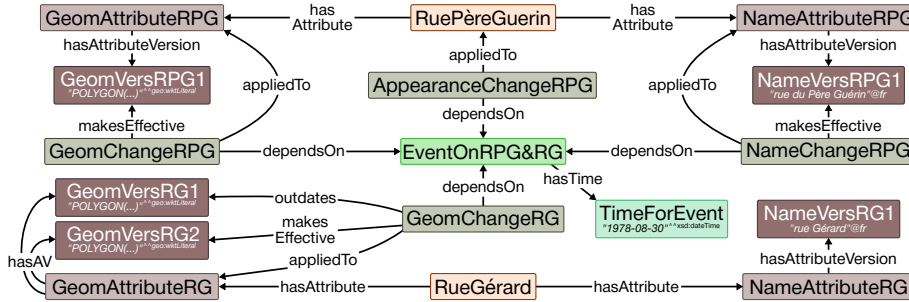 GeomAttributeRPG
has
Attribute
RuePèreGuerin
has
Attribute
NameAttributeRPG
hasAttributeVersion
appliedTo
hasAttributeVersion
GeomVersRPG1
"POLYGON(...)"^^geo:wktLiteral
appliedTo
AppearanceChangeRPG
appliedTo
NameVersRPG1
"rue du Père Guérin"@fr
makesEffective
dependsOn
makesEffective
GeomChangeRPG
dependsOn
EventOnRPG&RG
dependsOn
NameChangeRPG
GeomVersRG1
"POLYGON(...)"^^geo:wktLiteral
outdates
dependsOn
hasTime
GeomChangeRG
TimeForEvent
"1978-08-30"^^xsd:dateTime
NameVersRG1
"rue Gérard"@fr
GeomVersRG2
"POLYGON(...)"^^geo:wktLiteral
makes
Effective
hasAV
appliedTo
hasAttributeVersion
GeomAttributeRG
hasAttribute
RueGérard
hasAttribute
NameAttributeRG